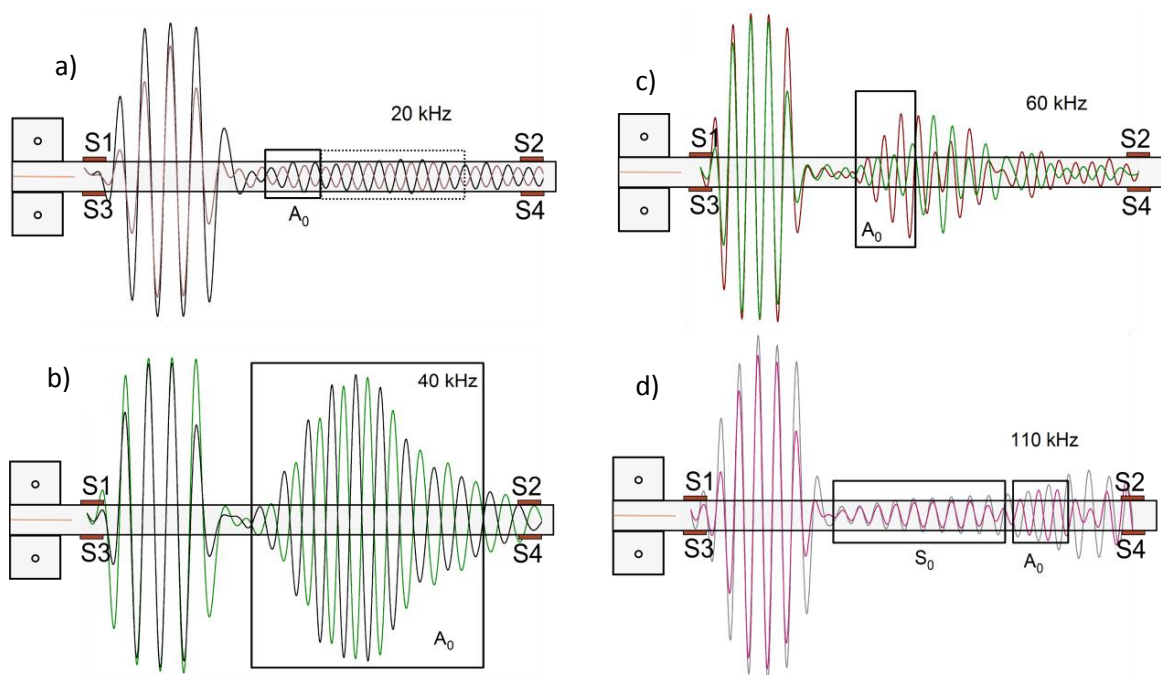 a)
20 kHz
S1
S2
S3
S4
A0
b)
40 kHz
S1
S2
S3
S4
A0
c)
60 kHz
S1
S2
S3
S4
A0
d)
110 kHz
S1
S2
S3
S4
S0
A0